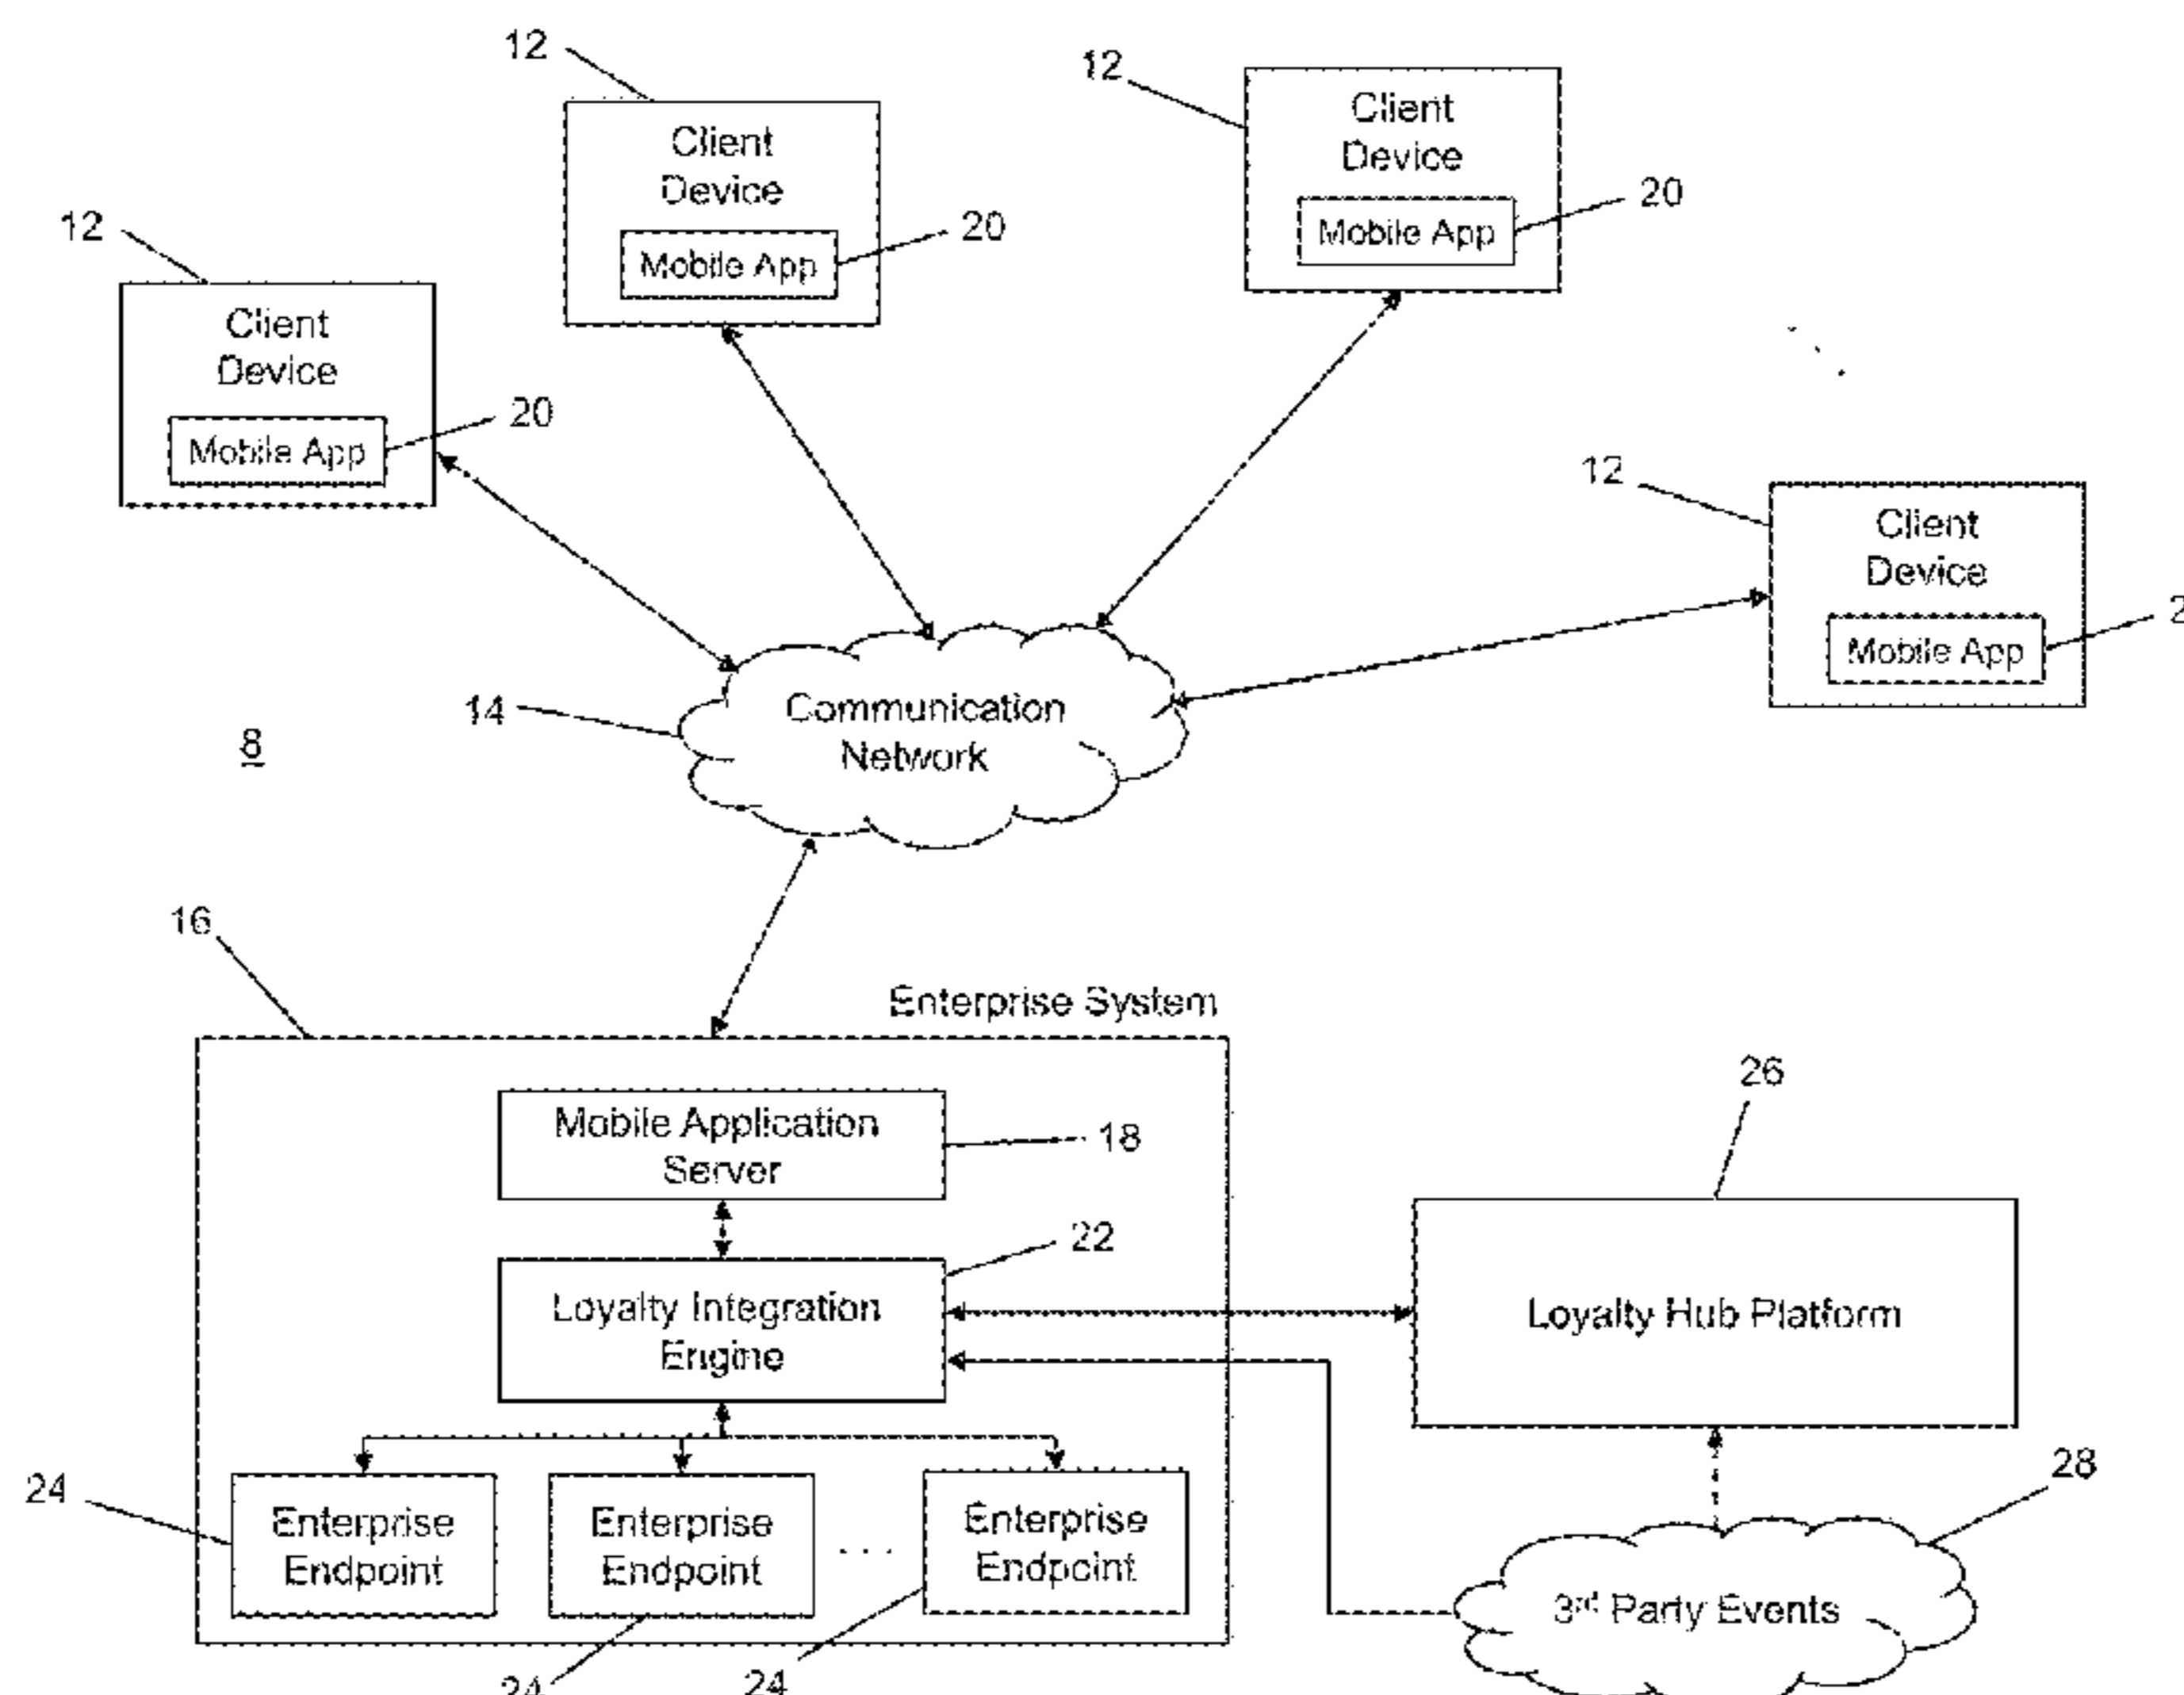 12
12
Client
Device
Mobile App
20
12
Client
Device
Mobile App
20
12
Client
Device
Mobile App
20
12
Client
Device
Mobile App
2
14
Communication
Network
8
16
Enterprise System
Mobile Application
Server
18
22
Loyalty Integration
Engine
26
Loyalty Hub Platform
24
Enterprise
Endpoint
Enterprise
Endpoint
. . .
Enterprise
Endpoint
28
3rd Party Events
24
24